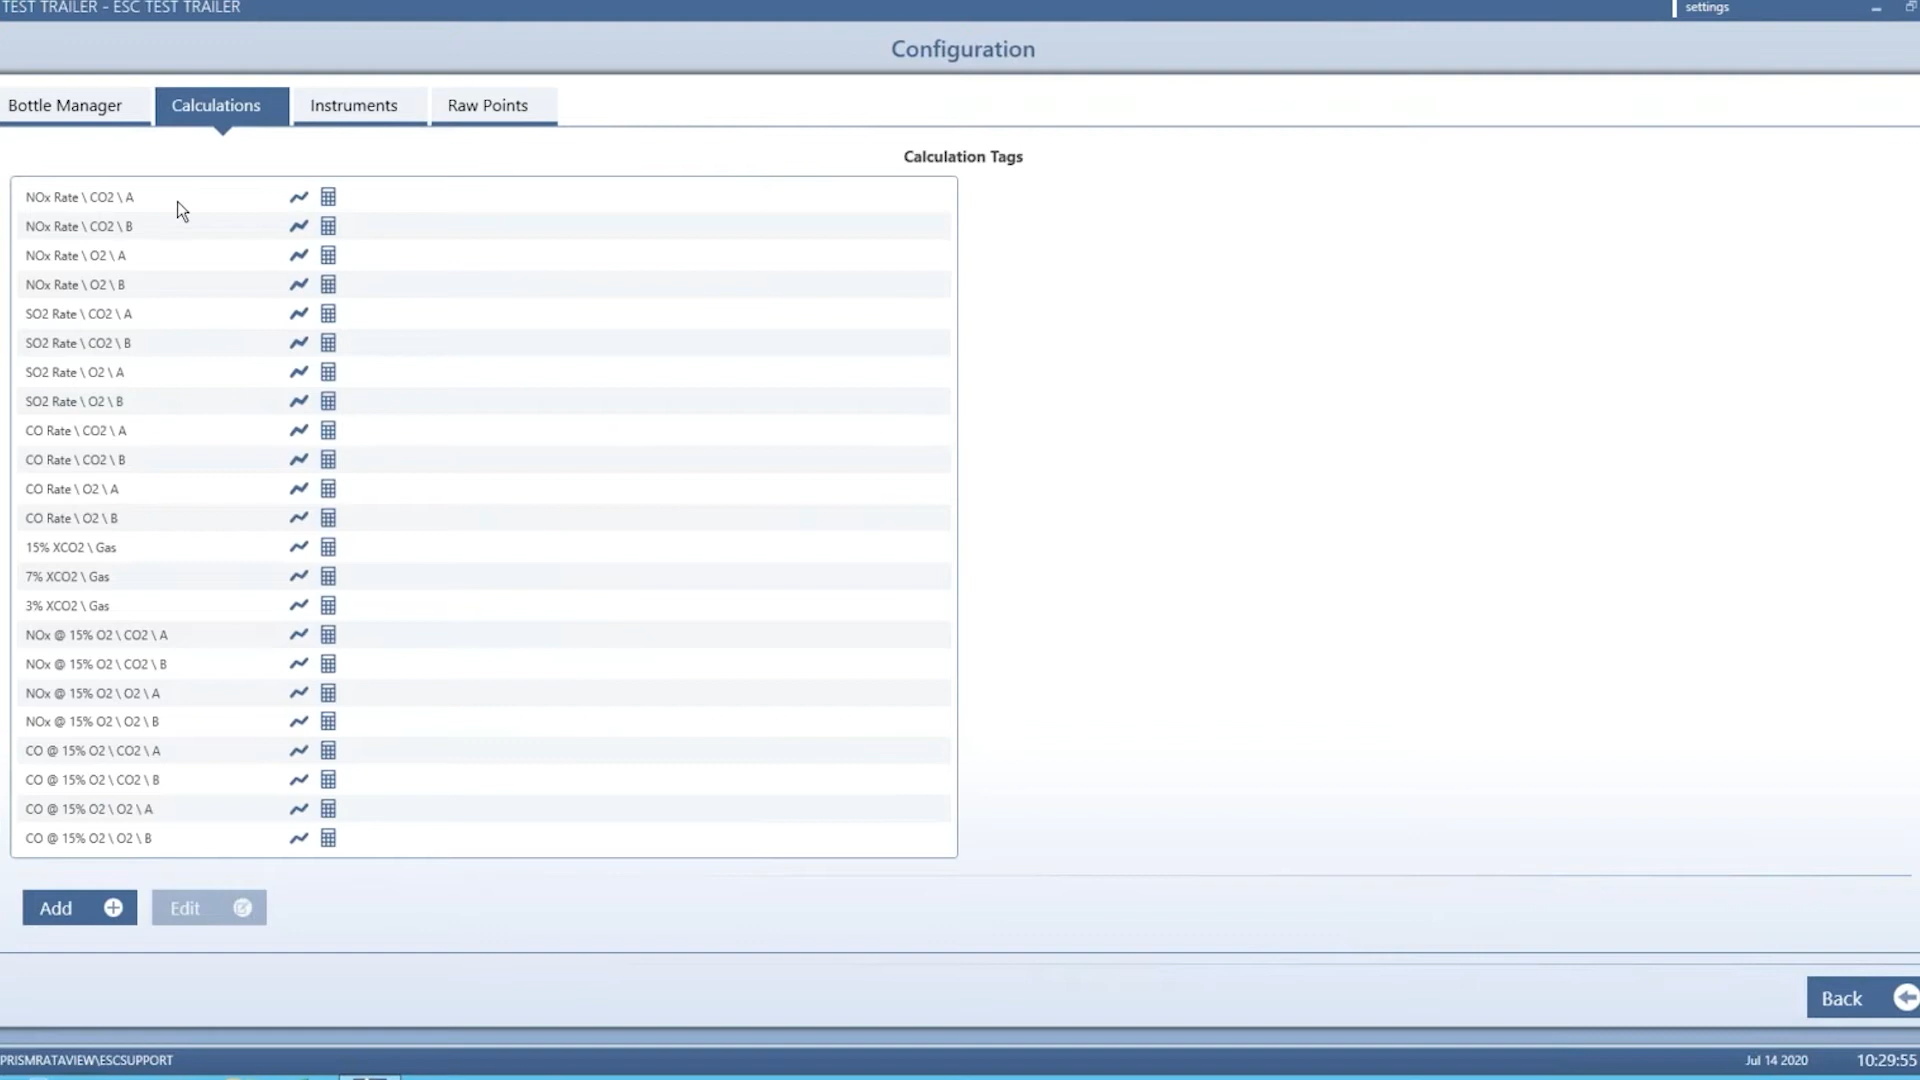 TEST TRAILER - ESC TEST TRAILER
settings
Configuration
Bottle Manager
Calculations
Instruments
Raw Points
Calculation Tags
NOx Rate \ CO2 \ A
NOx Rate \ CO2 \ B
NOx Rate \ O2 \ A
NOx Rate \ O2 \ B
SO2 Rate \ CO2 \ A
SO2 Rate \ CO2 \ B
SO2 Rate \ O2 \ A
SO2 Rate \ O2 \ B
CO Rate \ CO2 \ A
CO Rate \ CO2 \ B
CO Rate \ O2 \ A
CO Rate \ O2 \ B
15% XCO2 \ Gas
7% XCO2 \ Gas
3% XCO2 \ Gas
NOx @ 15% O2 \ CO2 \ A
NOx @ 15% O2 \ CO2 \ B
NOx @ 15% O2 \ O2 \ A
NOx @ 15% O2 \ O2 \ B
CO @ 15% O2 \ CO2 \ A
CO @ 15% O2 \ CO2 \ B
CO @ 15% O2 \ O2 \ A
CO @ 15% O2 \ O2 \ B
Add
Edit
Back
PRISMRATAVIEW\ESCSUPPORT
Jul 14 2020
10:29:55